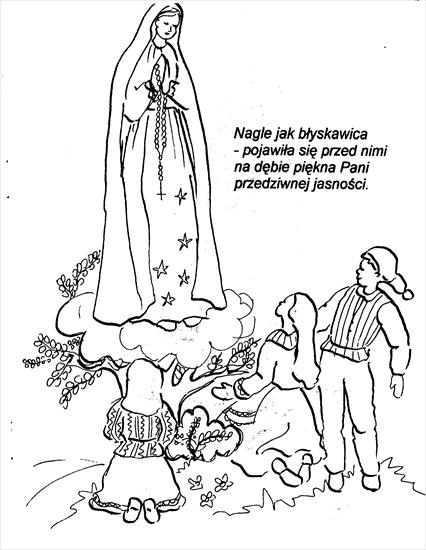 Nagle jak błyskawica
- pojawiła się przed nimi
na dębie piękna Pani
przedziwnej jasności.